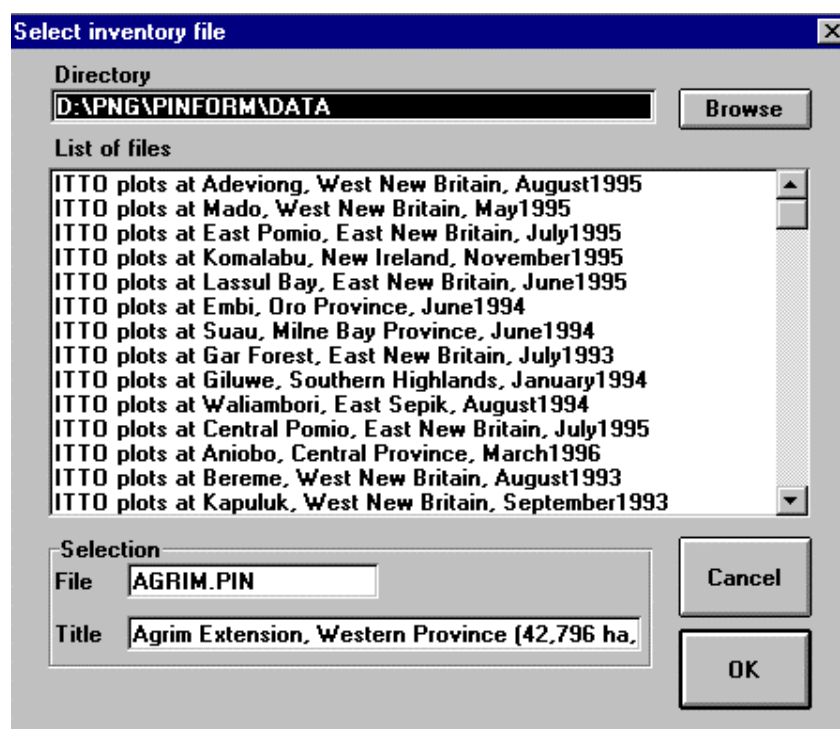 Select inventory file
Directory
D:\PNG\PINFORM\DATA
Browse
List of files
ITTO plots at Adeviong, West New Britain, August1995
ITTO plots at Mado, West New Britain, May1995
ITTO plots at East Pomio, East New Britain, July1995
ITTO plots at Komalabu, New Ireland, November1995
ITTO plots at Lassul Bay, East New Britain, June1995
ITTO plots at Embi, Oro Province, June1994
ITTO plots at Suau, Milne Bay Province, June1994
ITTO plots at Gar Forest, East New Britain, July1993
ITTO plots at Giluwe, Southern Highlands, January1994
ITTO plots at Waliambori, East Sepik, August1994
ITTO plots at Central Pomio, East New Britain, July1995
ITTO plots at Aniobo, Central Province, March1996
ITTO plots at Bereme, West New Britain, August1993
ITTO plots at Kapuluk, West New Britain, September1993
Selection
File AGRIM.PIN
Title Agrim Extension, Western Province (42,796 ha,
Cancel
OK